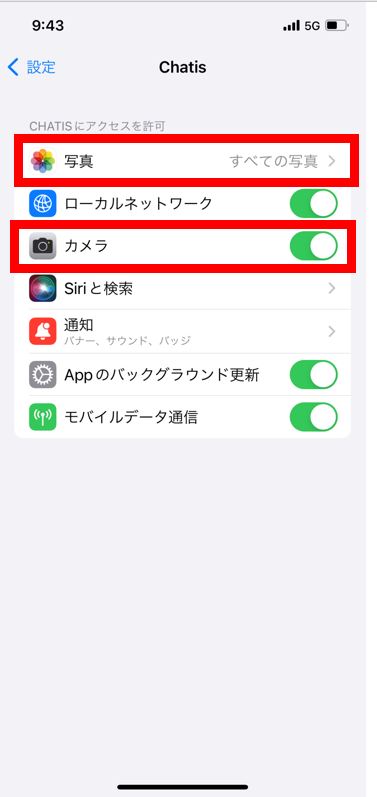 9:43
5G
設定
Chatis
CHATISにアクセスを許可
写真
すべての写真
ローカルネットワーク
カメラ
Siriと検索
通知
バナー、サウンド、バッジ
Appのバックグラウンド更新
モバイルデータ通信